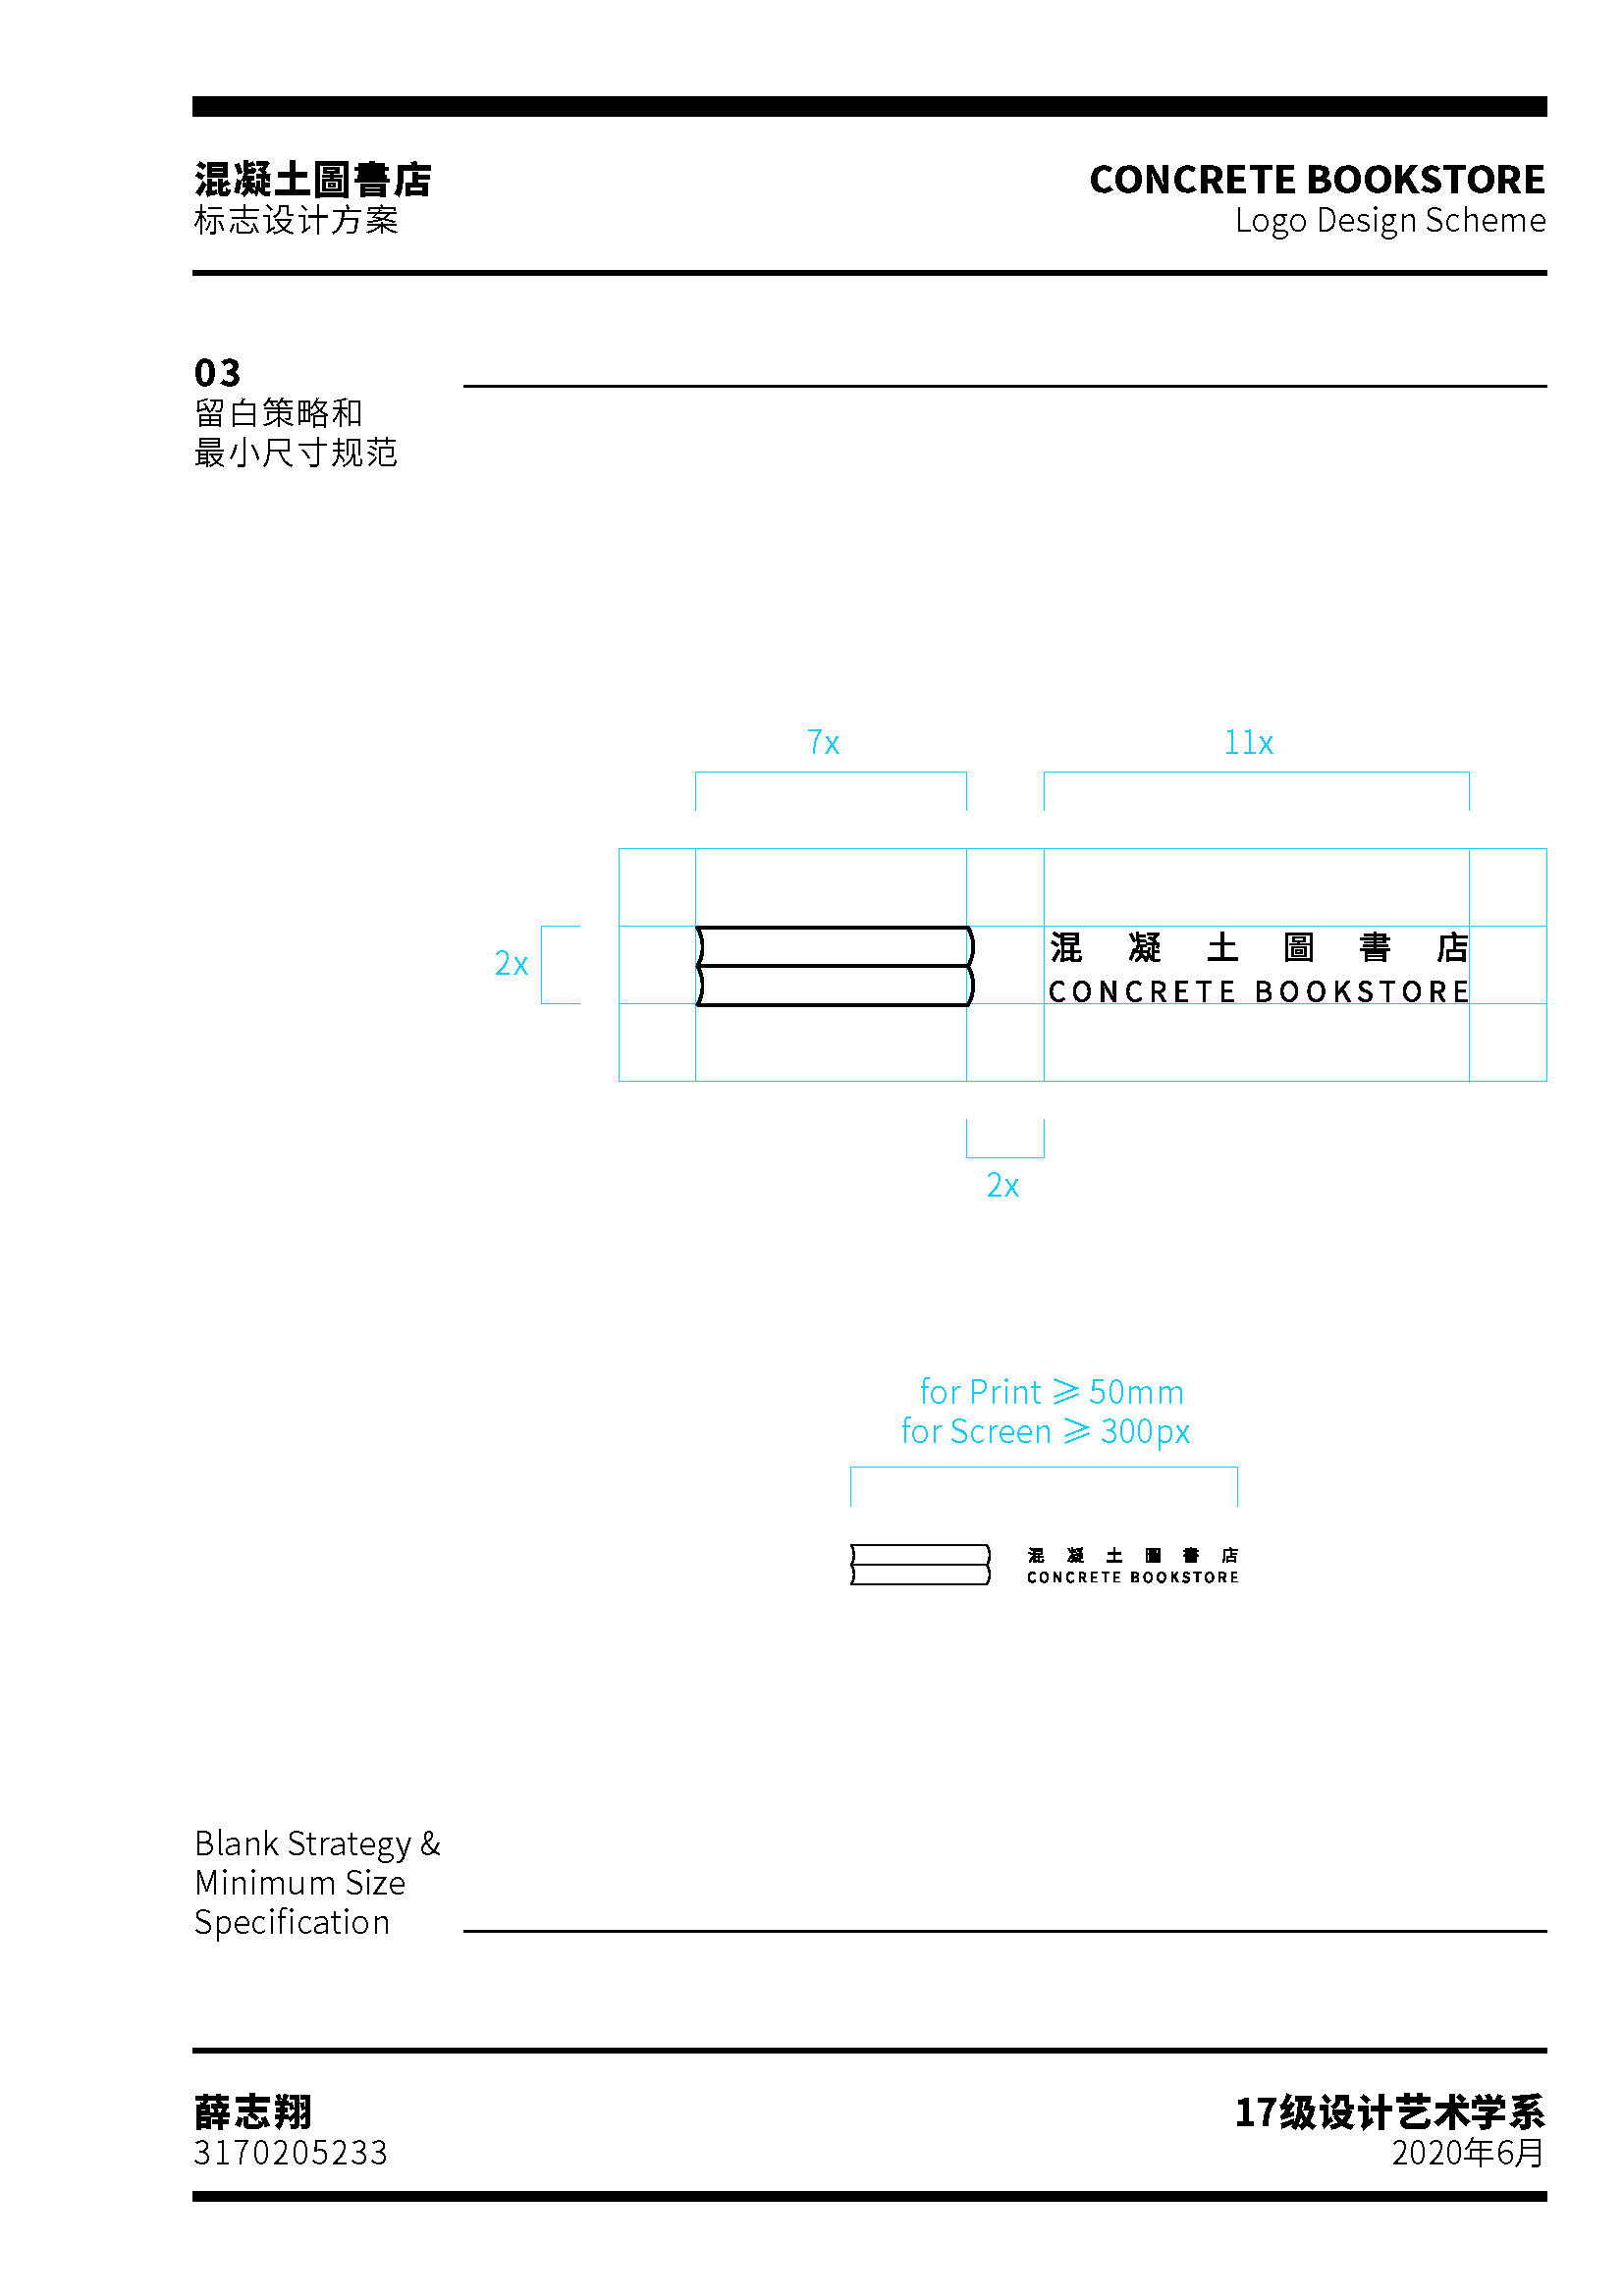 混凝土圖書店
标志设计方案
CONCRETE BOOKSTORE
Logo Design Scheme
03
留白策略和
最小尺寸规范
7x
11x
2x
混凝土圖書店
CONCRETE BOOKSTORE
2x
for Print ⩾ 50mm
for Screen ⩾ 300px
混凝土圖書店
CONCRETE BOOKSTORE
Blank Strategy &
Minimum Size
Specification
薛志翔
3170205233
17级设计艺术学系
2020年6月